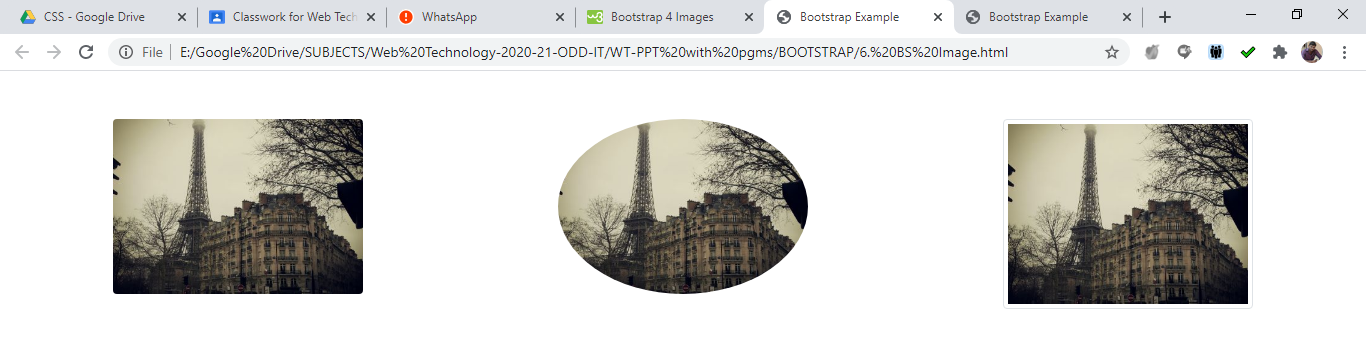 CSS - Google Drive
Classwork for Web Tech
WhatsApp
Bootstrap 4 Images
Bootstrap Example
Bootstrap Example
File
E:/Google%20Drive/SUBJECTS/Web%20Technology-2020-21-ODD-IT/WT-PPT%20with%20pgms/BOOTSTRAP/6.%20BS%20Image.html